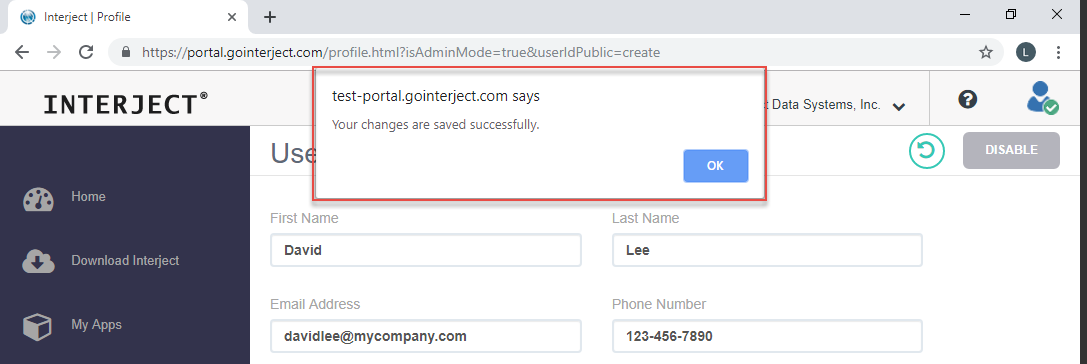 Interject | Profile
https://portal.gointerject.com/profile.html?isAdminMode=true&userIdPublic=create
L
INTERJECT®
test-portal.gointerject.com says
Your changes are saved successfully.
OK
t Data Systems, Inc.
?
Use
DISABLE
Home
Download Interject
My Apps
First Name
Last Name
David
Lee
Email Address
Phone Number
davidlee@mycompany.com
123-456-7890